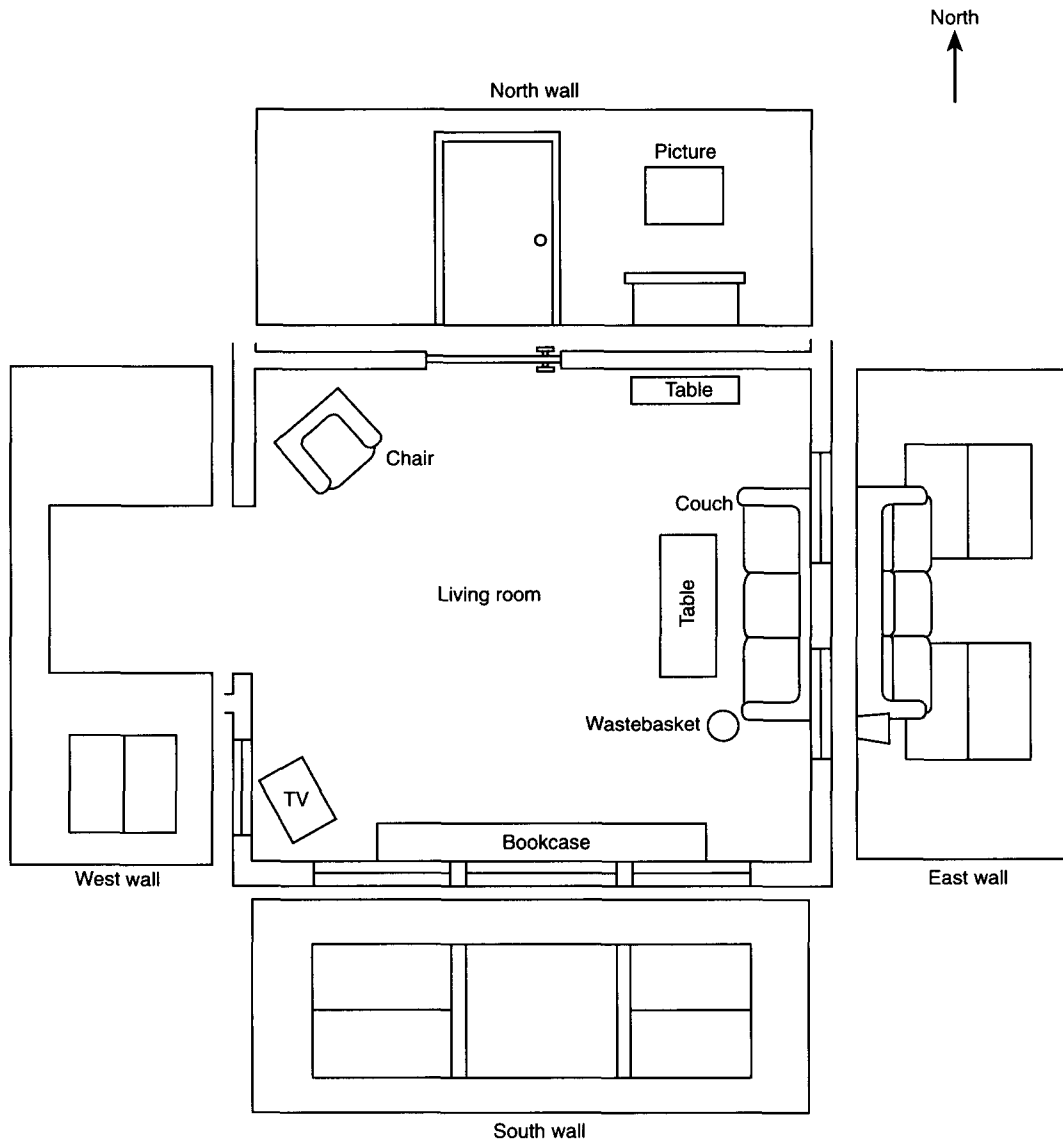 North
North wall
Picture
Table
Chair
Couch
Living room
Table
Wastebasket
TV
Bookcase
West wall
East wall
South wall